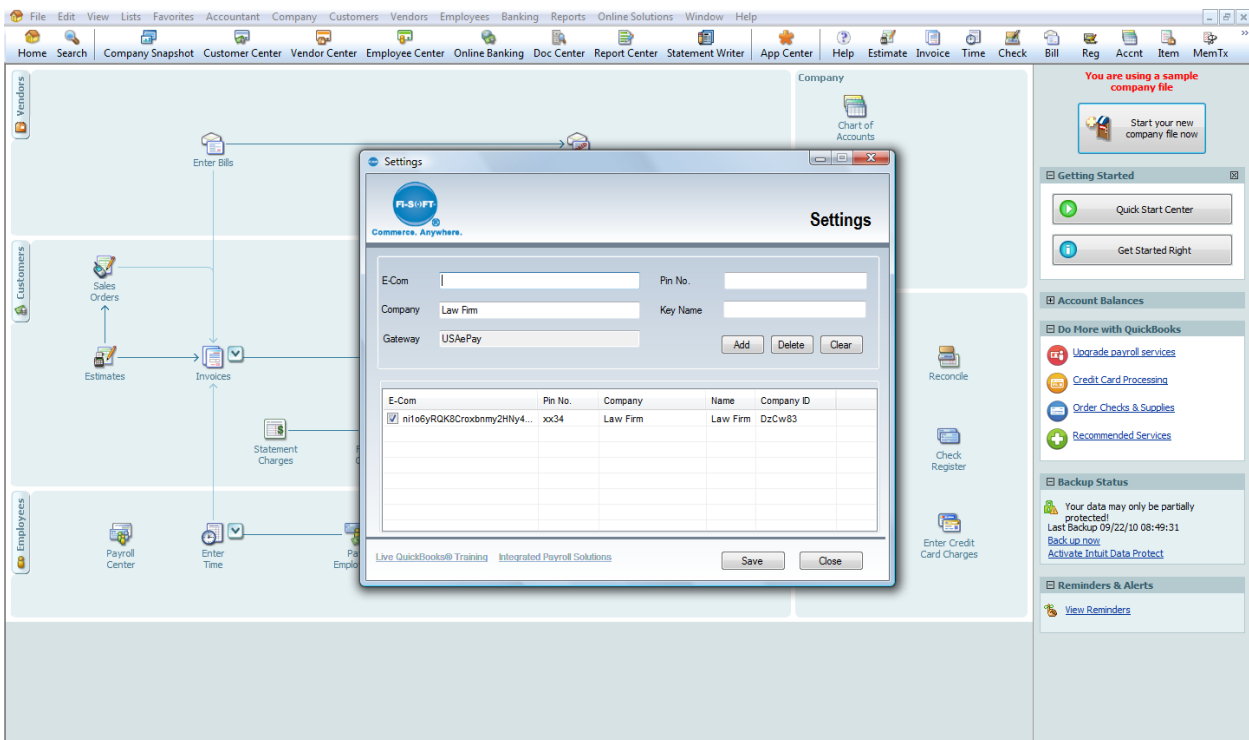 File Edit View Lists Favorites Accountant Company Customers Vendors Employees Banking Reports Online Solutions Window Help
Home Search Company Snapshot Customer Center Vendor Center Employee Center Online Banking Doc Center Report Center Statement Writer App Center Help Estimate Invoice Time Check Bill Reg Accnt Item MemTx
Vendors
Enter Bills
Customers
Sales
Orders
Estimates
Invoices
Statement
Charges
Employees
Payroll
Center
Enter
Time
Company
Chart of
Accounts
Reconcile
Check
Register
Enter Credit
Card Charges
Settings
FI-SOFT
®
Commerce. Anywhere.
Settings
E-Com
Pin No.
Company Law Firm
Key Name
Gateway USAePay
Add Delete Clear
E-Com Pin No. Company Name Company ID
ni1o6yRQK8Croxbnmy2HNy4... xx34 Law Firm Law Firm DzCw83
Live QuickBooks® Training Integrated Payroll Solutions
Save Close
You are using a sample
company file
Start your new
company file now
Getting Started
Quick Start Center
Get Started Right
Account Balances
Do More with QuickBooks
Upgrade payroll services
Credit Card Processing
Order Checks & Supplies
Recommended Services
Backup Status
Your data may only be partially
protected!
Last Backup 09/22/10 08:49:31
Back up now
Activate Intuit Data Protect
Reminders & Alerts
View Reminders